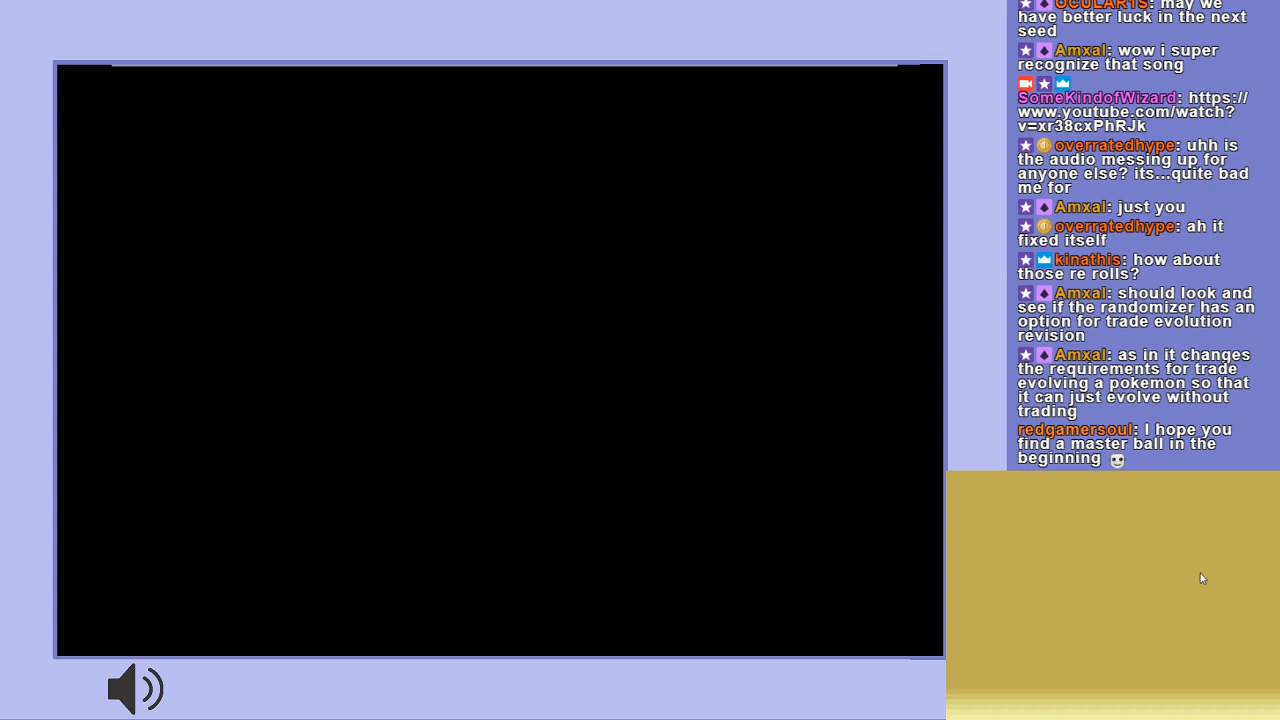 OCULAR1S: may we
have better luck in the next
seed
Amxal: wow i super
recognize that song
SomeKindofWizard: https://
www.youtube.com/watch?
v=xr38cxPhRJk
overratedhype: uhh is
the audio messing up for
anyone else? its...quite bad
me for
Amxal: just you
overratedhype: ah it
fixed itself
kinathis: how about
those re rolls?
Amxal: should look and
see if the randomizer has an
option for trade evolution
revision
Amxal: as in it changes
the requirements for trade
evolving a pokemon so that
it can just evolve without
trading
redgamersoul: I hope you
find a master ball in the
beginning